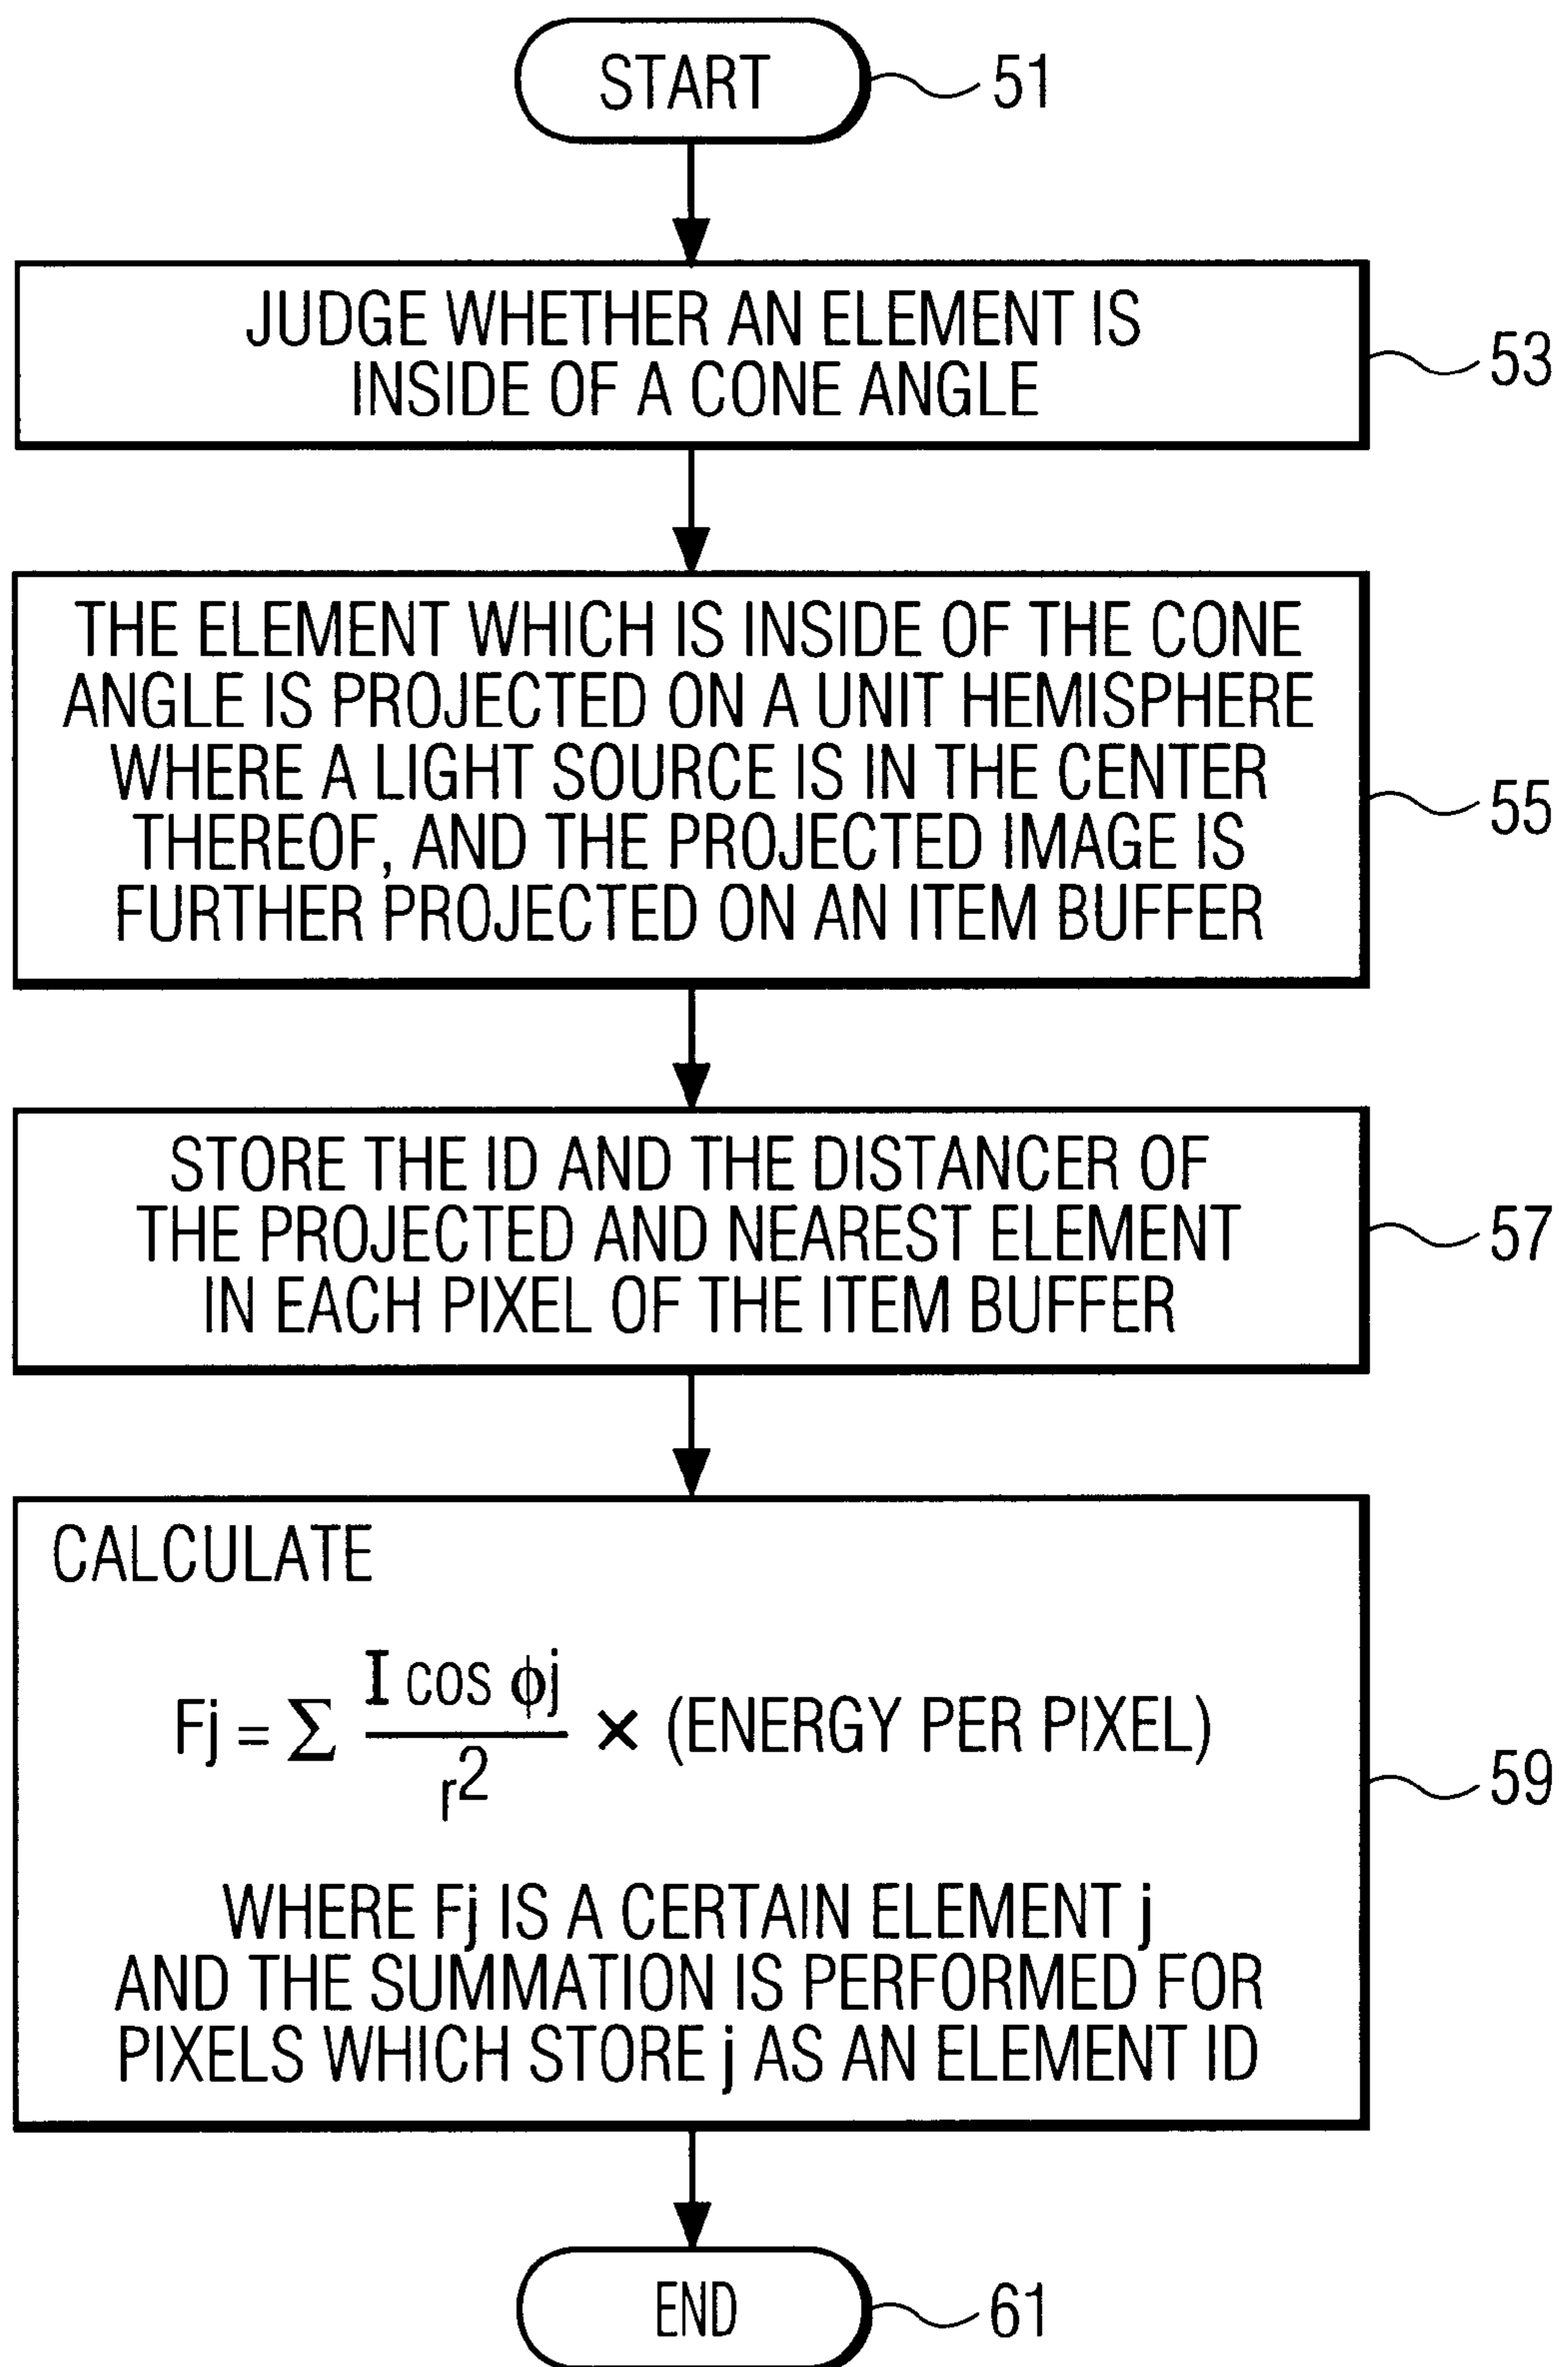 START
51
JUDGE WHETHER AN ELEMENT IS
INSIDE OF A CONE ANGLE
53
THE ELEMENT WHICH IS INSIDE OF THE CONE
ANGLE IS PROJECTED ON A UNIT HEMISPHERE
WHERE A LIGHT SOURCE IS IN THE CENTER
THEREOF, AND THE PROJECTED IMAGE IS
FURTHER PROJECTED ON AN ITEM BUFFER
55
STORE THE ID AND THE DISTANCER OF
THE PROJECTED AND NEAREST ELEMENT
IN EACH PIXEL OF THE ITEM BUFFER
57
CALCULATE
Fj = Σ I cos ϕj / r² × (ENERGY PER PIXEL)
WHERE Fj IS A CERTAIN ELEMENT j
AND THE SUMMATION IS PERFORMED FOR
PIXELS WHICH STORE j AS AN ELEMENT ID
59
END
61